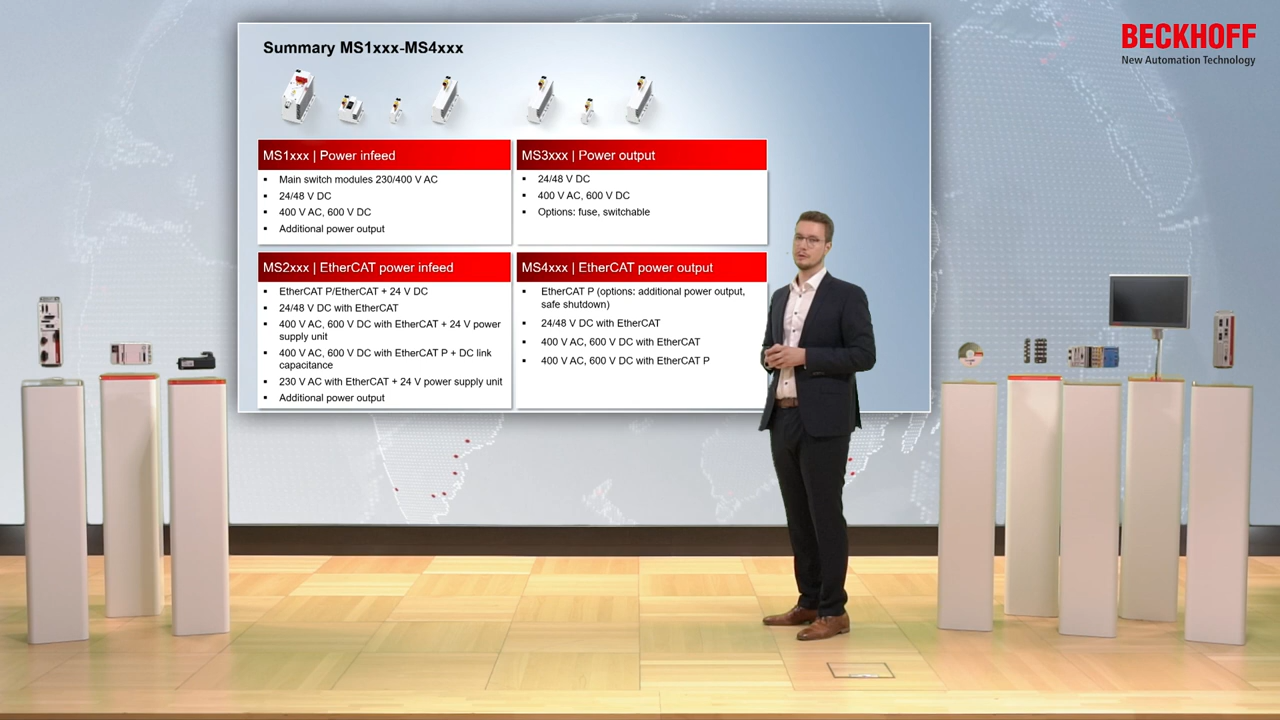 BECKHOFF
New Automation Technology
Summary MS1xxx-MS4xxx
MS1xxx | Power infeed
Main switch modules 230/400 V AC
24/48 V DC
400 V AC, 600 V DC
Additional power output
MS3xxx | Power output
24/48 V DC
400 V AC, 600 V DC
Options: fuse, switchable
MS2xxx | EtherCAT power infeed
EtherCAT P/EtherCAT + 24 V DC
24/48 V DC with EtherCAT
400 V AC, 600 V DC with EtherCAT + 24 V power
supply unit
400 V AC, 600 V DC with EtherCAT P + DC link
capacitance
230 V AC with EtherCAT + 24 V power supply unit
Additional power output
MS4xxx | EtherCAT power output
EtherCAT P (options: additional power output,
safe shutdown)
24/48 V DC with EtherCAT
400 V AC, 600 V DC with EtherCAT
400 V AC, 600 V DC with EtherCAT P